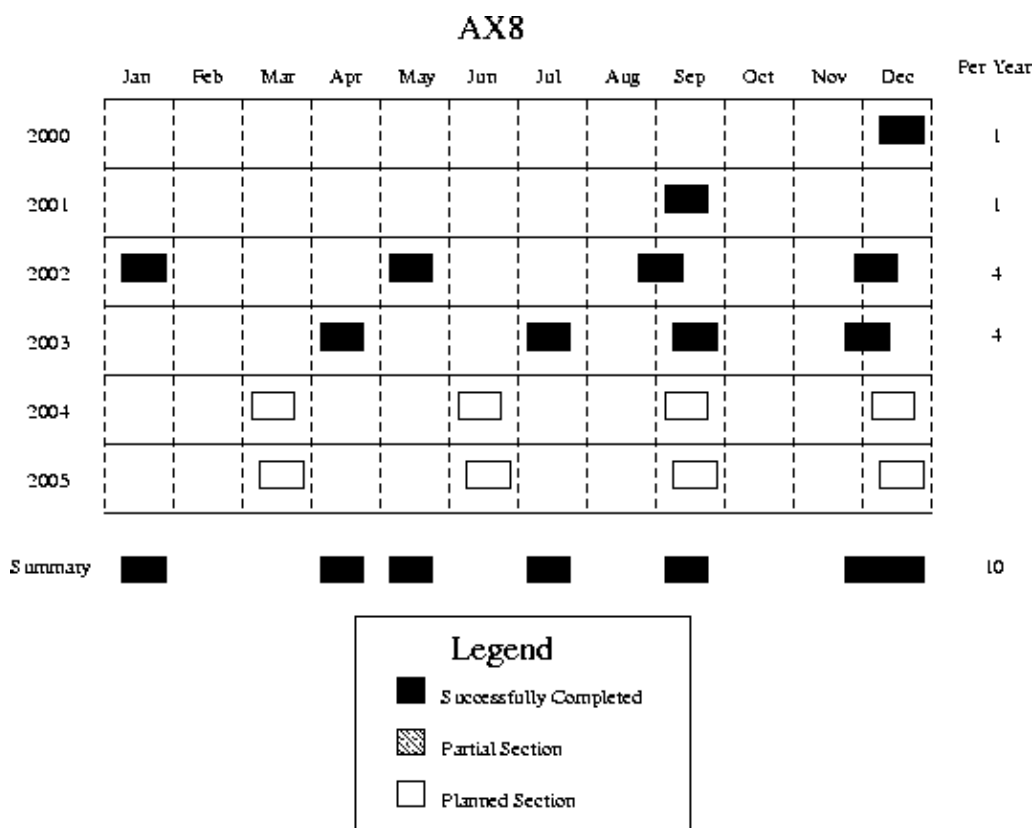 AX8
Jan Feb Mar Apr May Jun Jul Aug Sep Oct Nov Dec Per Year
2000 1
2001 1
2002 4
2003 4
2004
2005
Summary 10
Legend
Successfully Completed
Partial Section
Planned Section